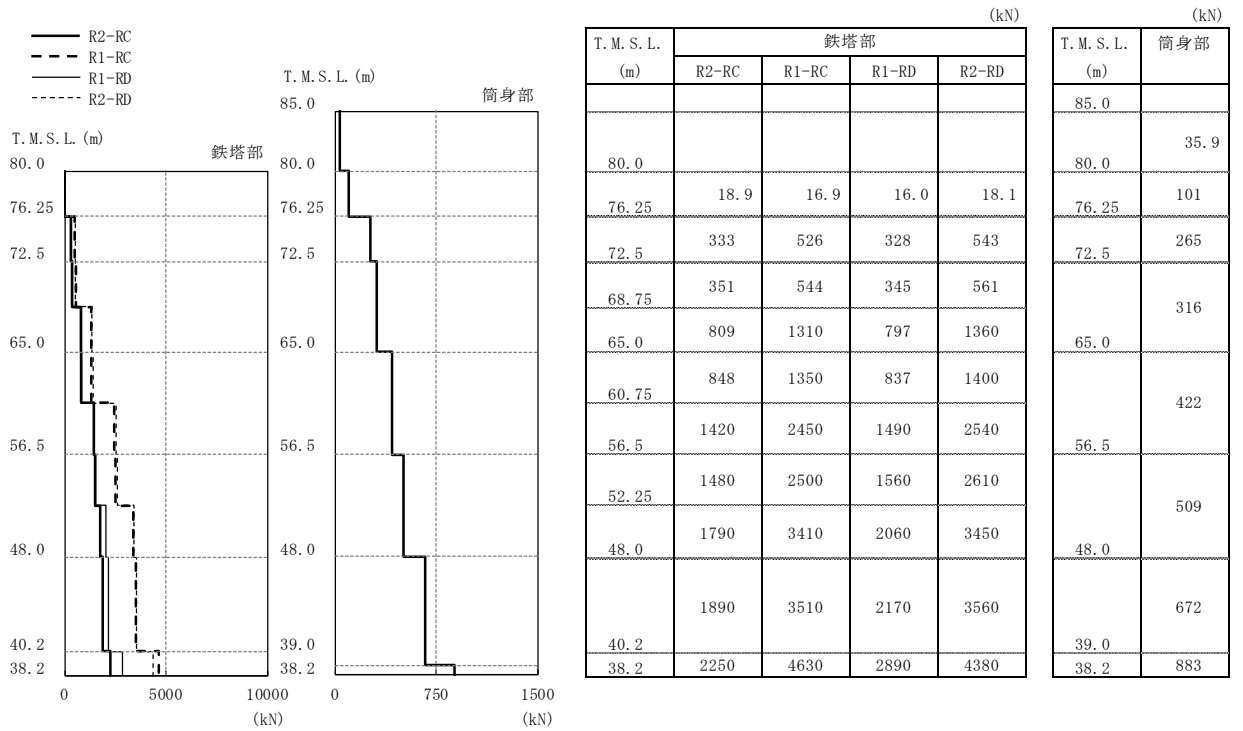 R2-RC
R1-RC
R1-RD
R2-RD
T.M.S.L.(m)
鉄塔部
80.0
76.25
72.5
65.0
56.5
48.0
40.2
38.2
0 5000 10000
(kN)
T.M.S.L.(m)
筒身部
85.0
80.0
76.25
72.5
65.0
56.5
48.0
39.0
38.2
0 750 1500
(kN)
(kN)
T.M.S.L. 鉄塔部
(m) R2-RC R1-RC R1-RD R2-RD
80.0
18.9 16.9 16.0 18.1
76.25
333 526 328 543
72.5
351 544 345 561
68.75
809 1310 797 1360
65.0
848 1350 837 1400
60.75
1420 2450 1490 2540
56.5
1480 2500 1560 2610
52.25
1790 3410 2060 3450
48.0
1890 3510 2170 3560
40.2
38.2 2250 4630 2890 4380
(kN)
T.M.S.L. 筒身部
(m)
85.0
35.9
80.0
101
76.25
265
72.5
316
65.0
422
56.5
509
48.0
672
39.0
38.2 883